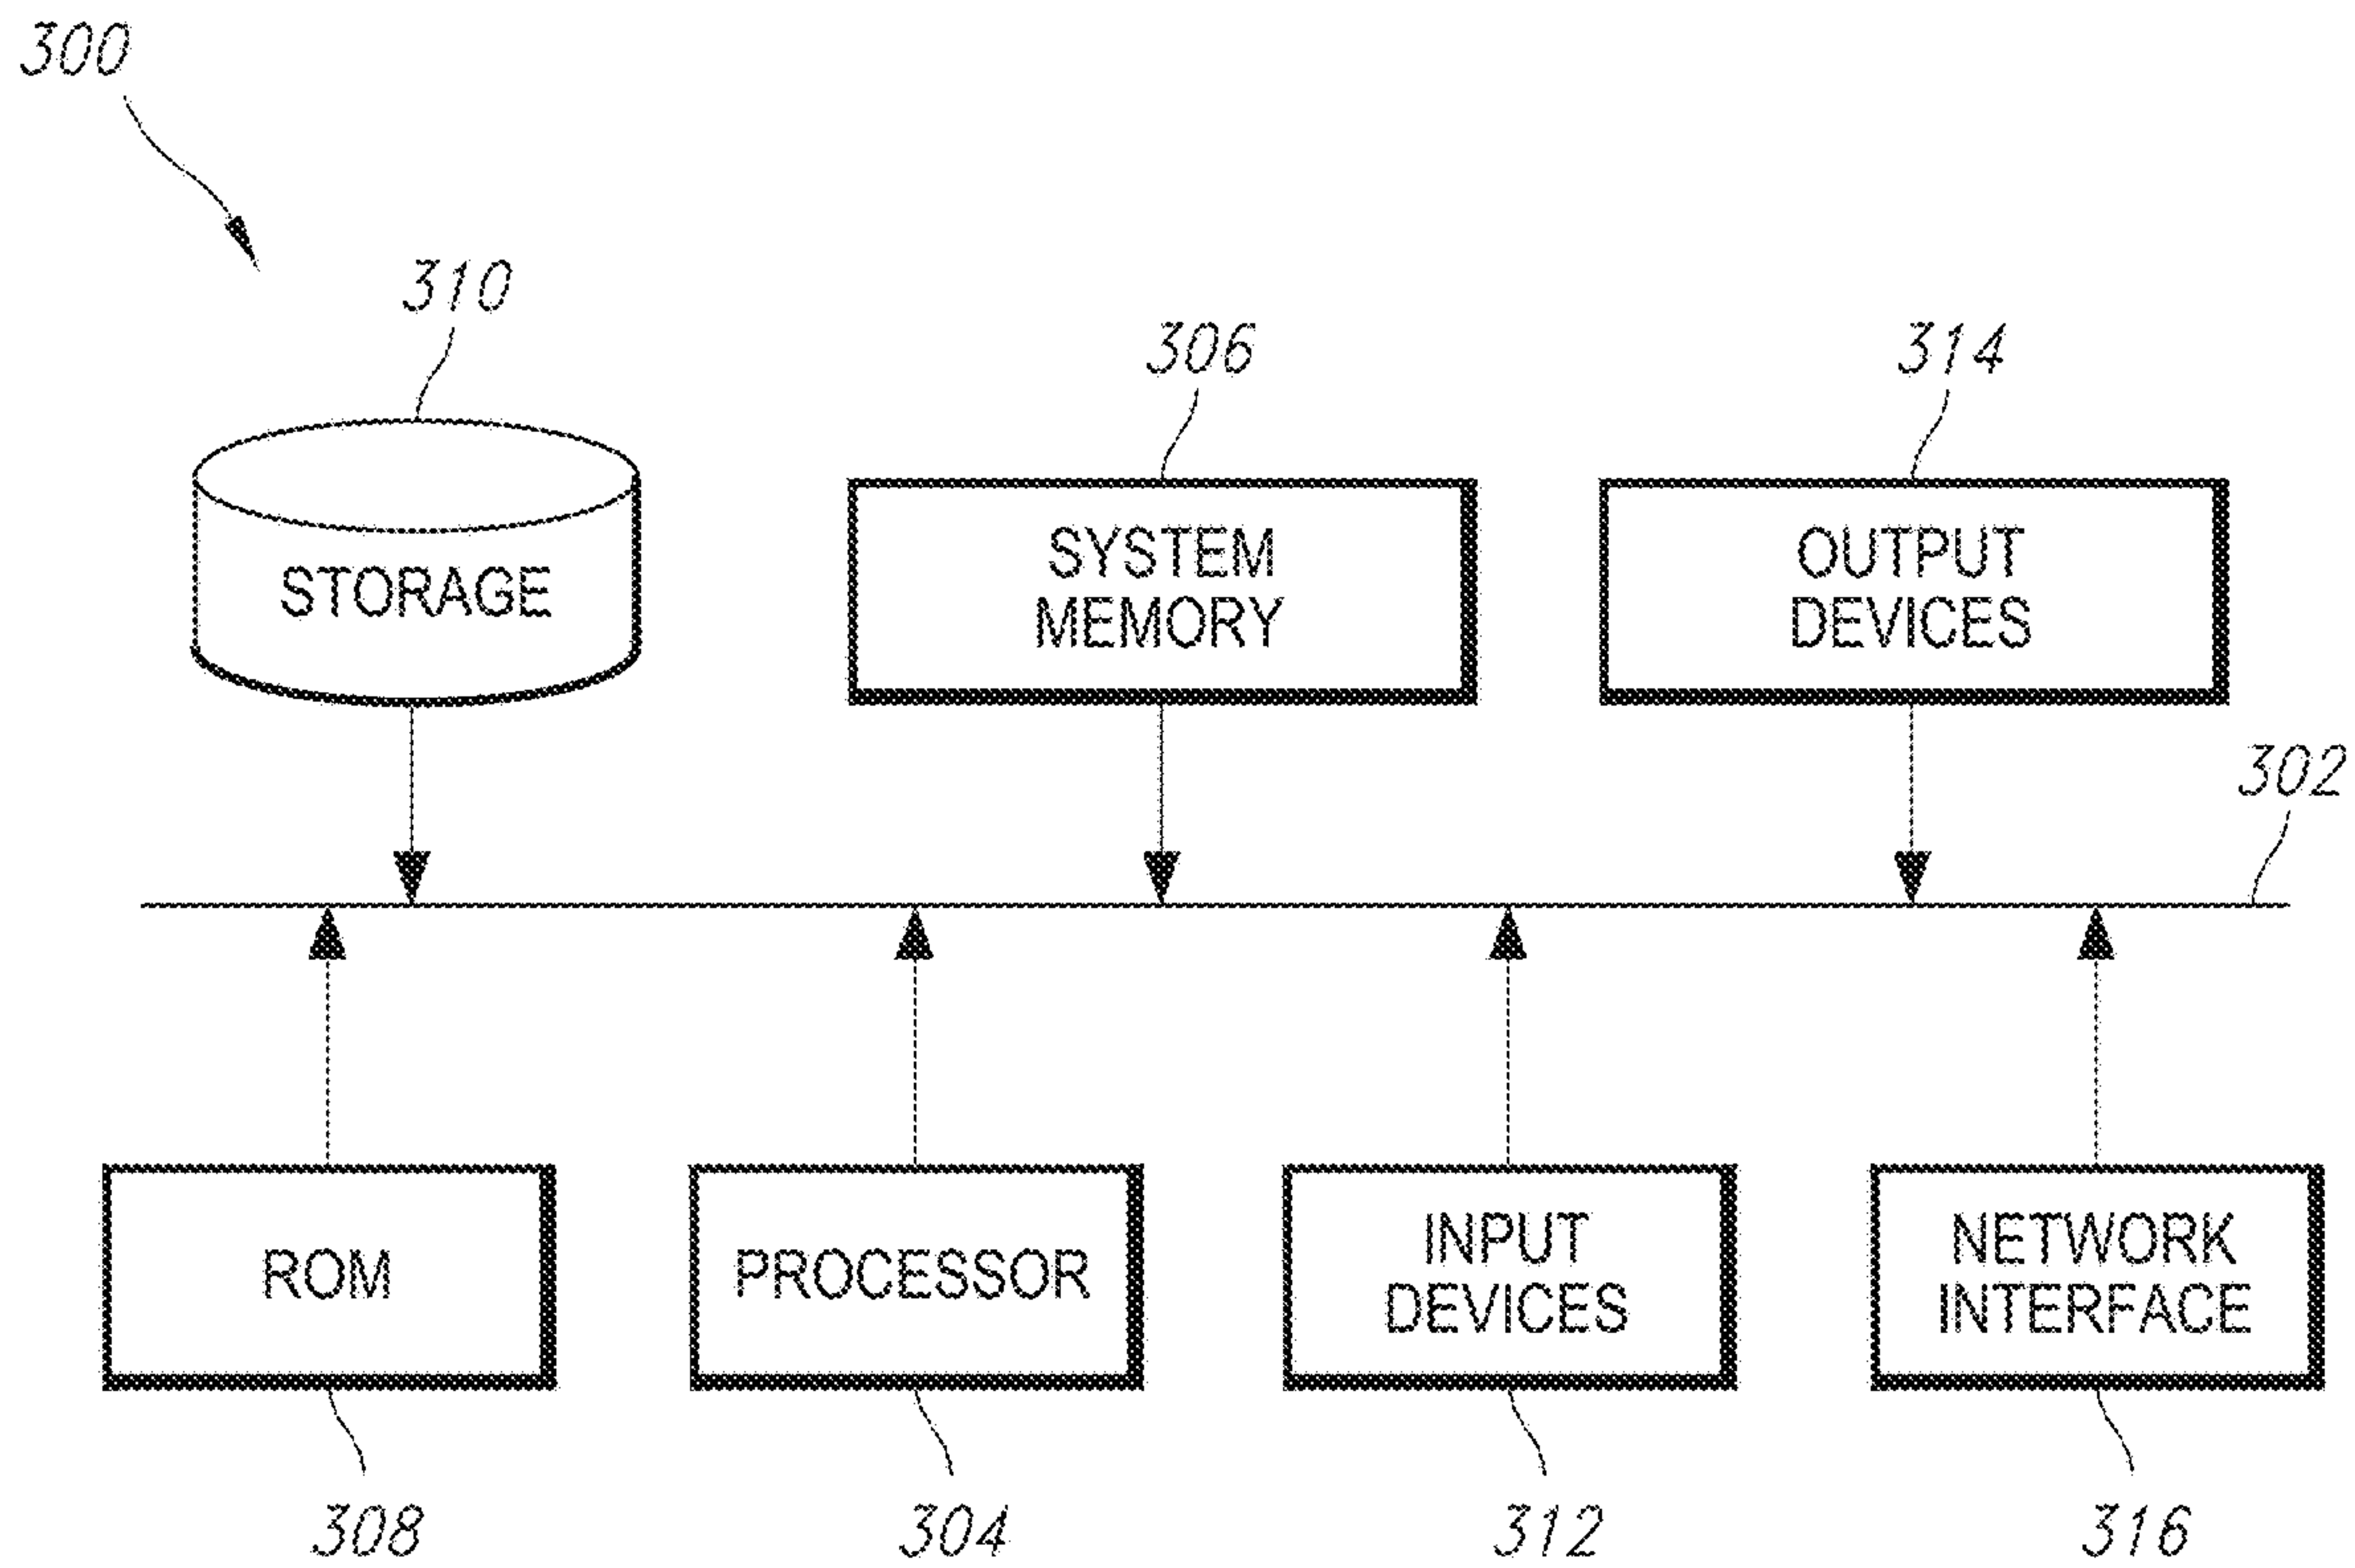 300
310
306
314
STORAGE
SYSTEM
MEMORY
OUTPUT
DEVICES
302
ROM
PROCESSOR
INPUT
DEVICES
NETWORK
INTERFACE
308
304
312
316